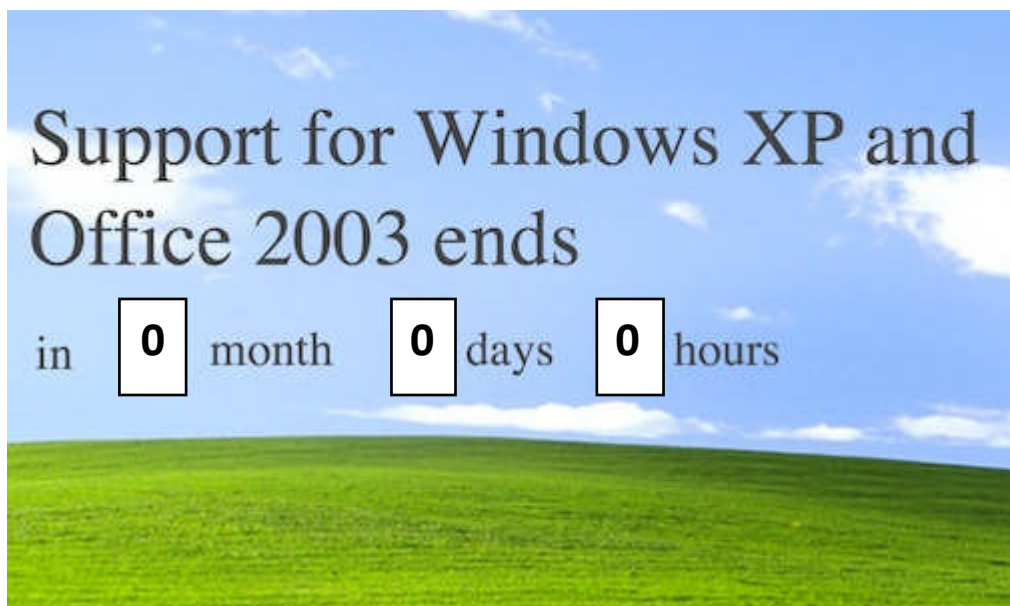 Support for Windows XP and
Office 2003 ends
in 0 month 0 days 0 hours